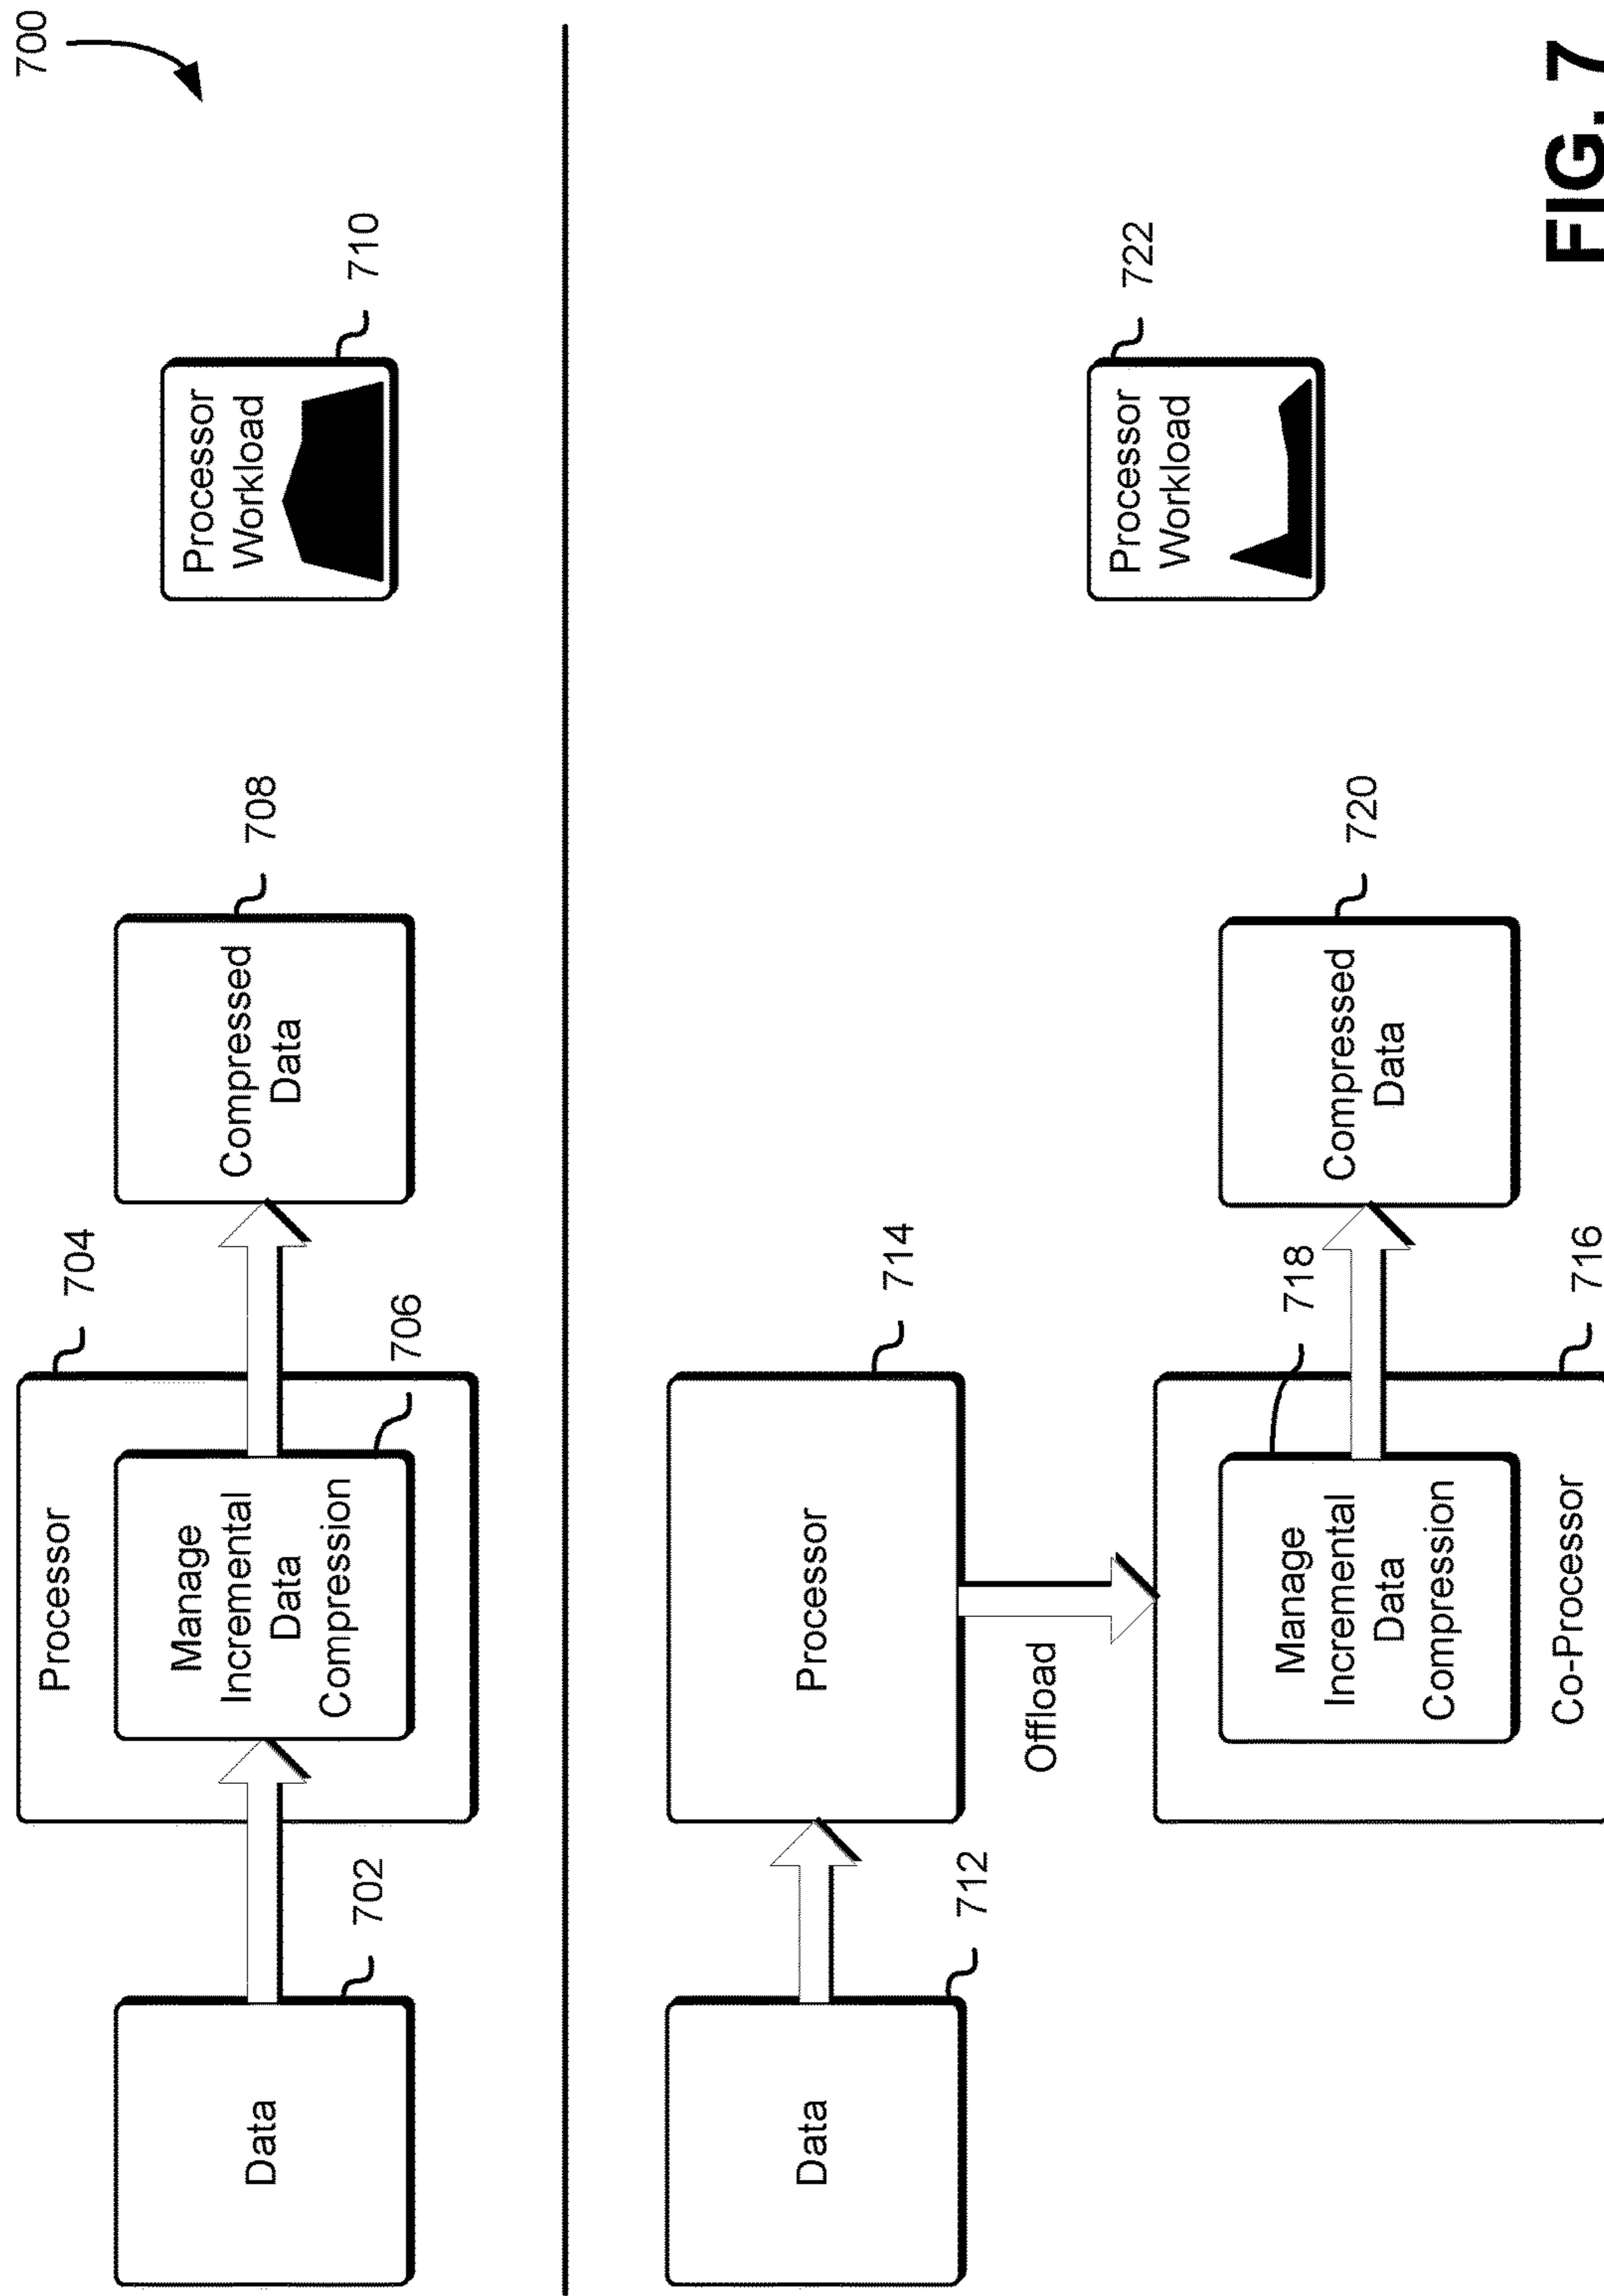 700
Data
702
Processor
704
Manage
Incremental
Data
Compression
706
Compressed
Data
708
Processor
Workload
710
Data
712
Processor
714
Offload
Manage
Incremental
Data
Compression
718
Co-Processor
716
Compressed
Data
720
Processor
Workload
722
FIG. 7